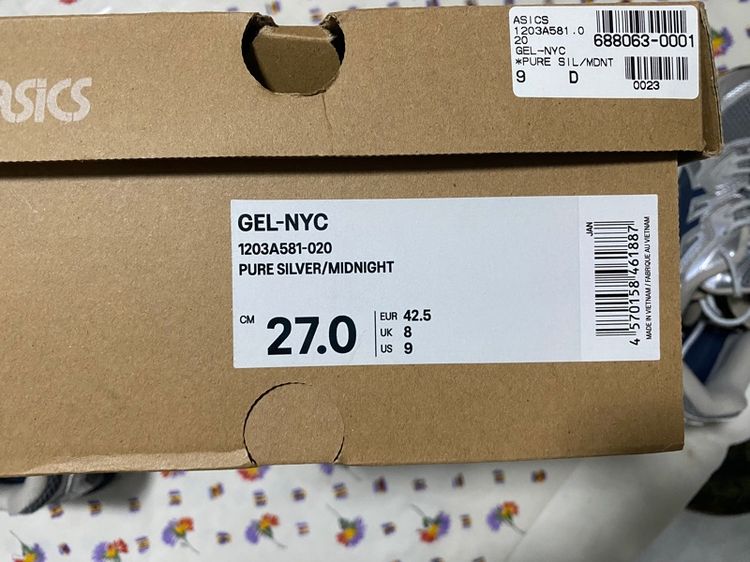 ASICS
ASICS
1203A581.0
20
688063-0001
GEL-NYC
*PURE SIL/MDNT
9 D
0023
GEL-NYC
1203A581-020
PURE SILVER/MIDNIGHT
CM 27.0
EUR 42.5
UK 8
US 9
JAN
4 570158 461887
MADE IN VIETNAM / FABRIQUE AU VIETNAM